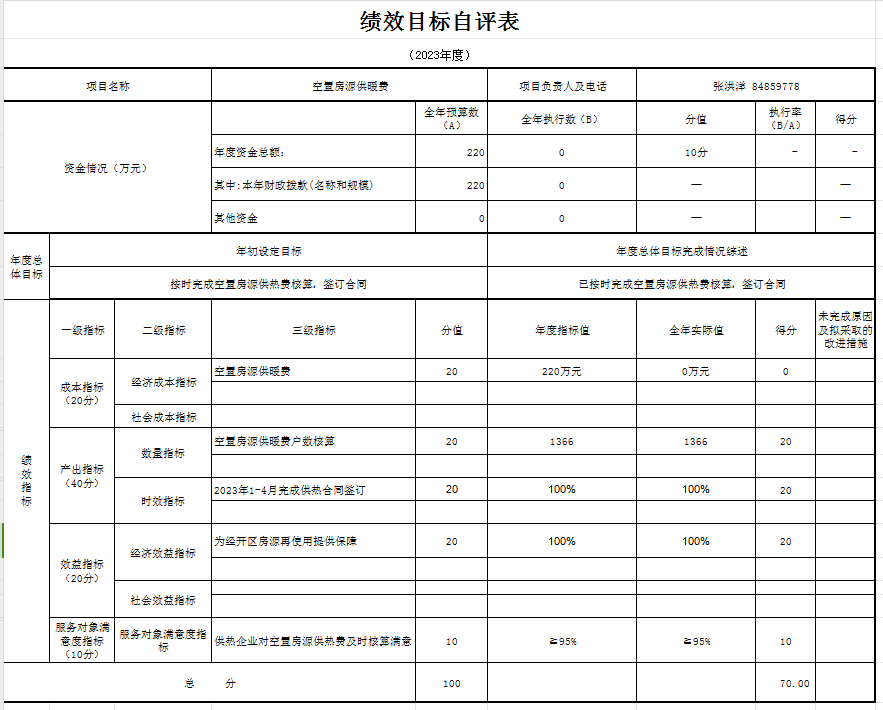 绩效目标自评表
（2023年度）
项目名称 空置房源供暖费 项目负责人及电话 张洪洋 84859778
资金情况（万元） 全年预算数（A） 全年执行数（B） 分值 执行率（B/A） 得分
年度资金总额： 220 0 10分 - -
其中:本年财政拨款(名称和规模) 220 0 — —
其他资金 0 0 — —
年度总体目标 年初设定目标 年度总体目标完成情况综述
按时完成空置房源供热费核算，签订合同 已按时完成空置房源供热费核算，签订合同
绩效指标 一级指标 二级指标 三级指标 分值 年度指标值 全年实际值 得分 未完成原因及拟采取的改进措施
成本指标（20分） 经济成本指标 空置房源供暖费 20 220万元 0万元 0
社会成本指标
产出指标（40分） 数量指标 空置房源供暖费户数核算 20 1366 1366 20
时效指标 2023年1-4月完成供热合同签订 20 100% 100% 20
效益指标（20分） 经济效益指标 为经开区房源再使用提供保障 20 100% 100% 20
社会效益指标
服务对象满意度指标（10分） 服务对象满意度指标 供热企业对空置房源供热费及时核算满意 10 ≧95% ≧95% 10
总 分 100 70.00